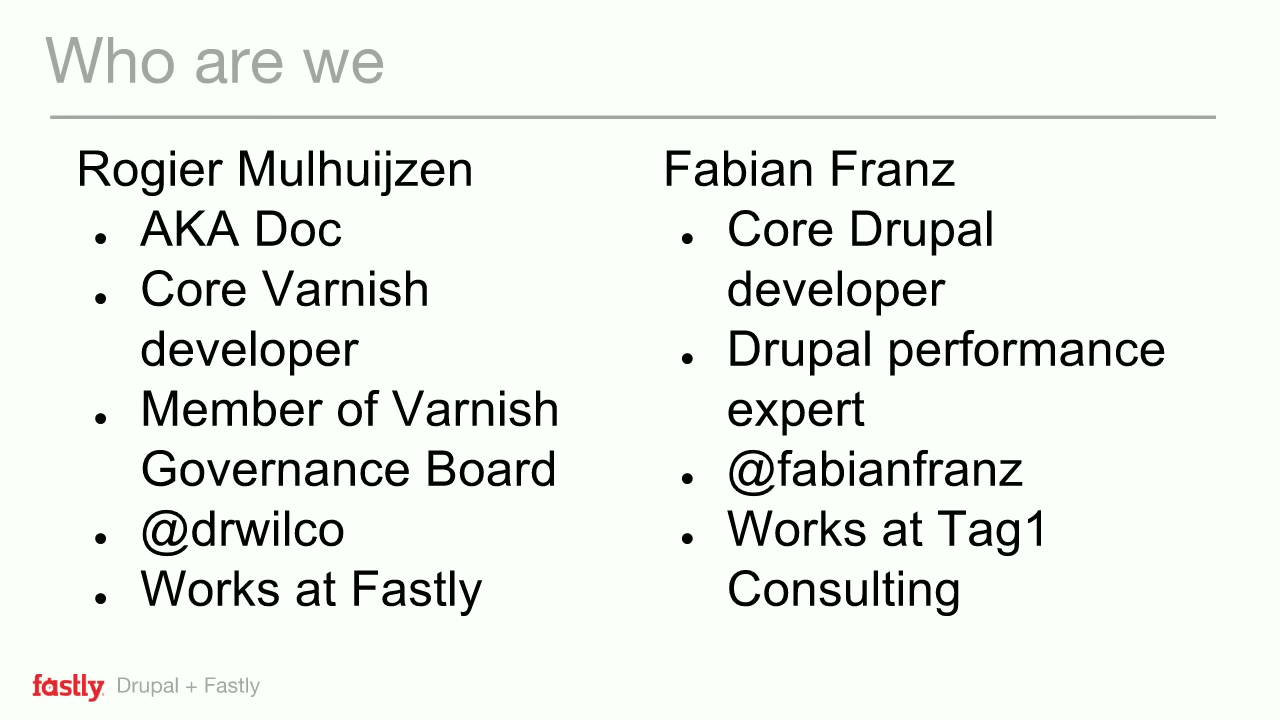 Who are we
Rogier Mulhuijzen
● AKA Doc
● Core Varnish
developer
● Member of Varnish
Governance Board
● @drwilco
● Works at Fastly
Fabian Franz
● Core Drupal
developer
● Drupal performance
expert
● @fabianfranz
● Works at Tag1
Consulting
fastly Drupal + Fastly